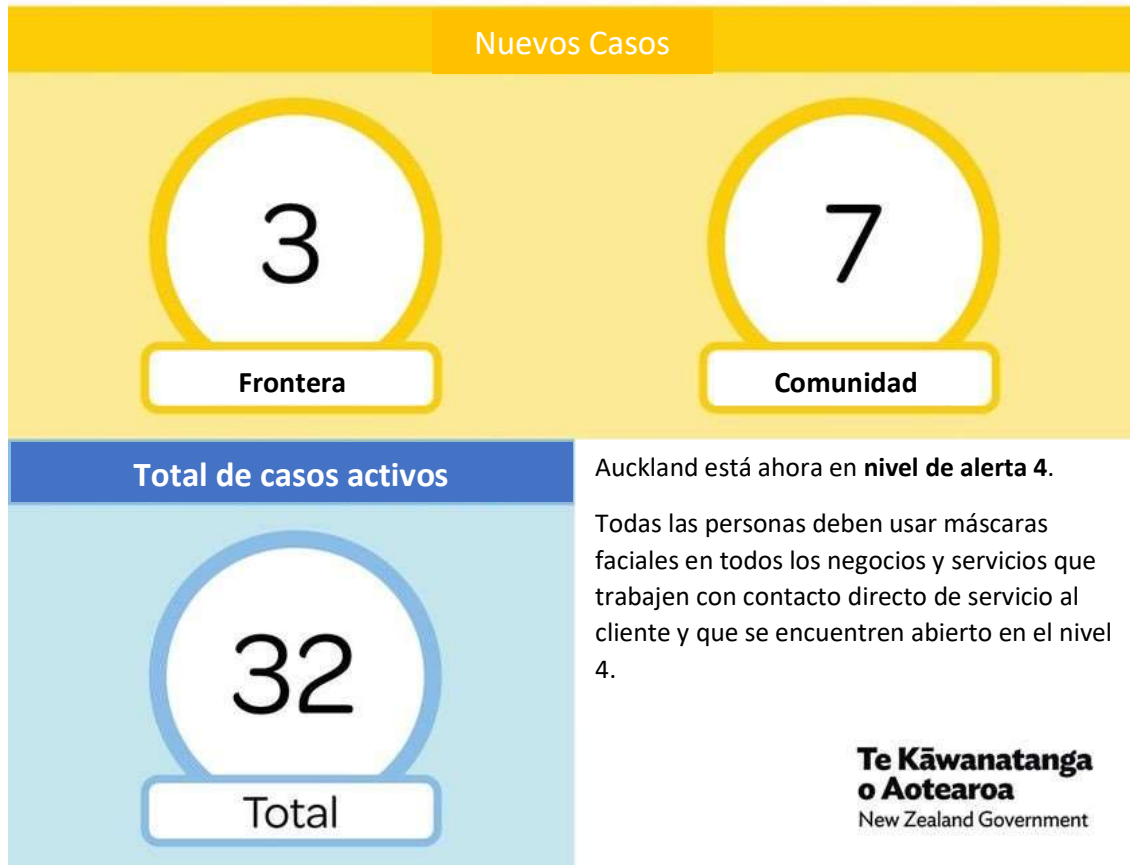 Nuevos Casos
3
7
Frontera
Comunidad
Total de casos activos
32
Total
Auckland está ahora en nivel de alerta 4.
Todas las personas deben usar máscaras
faciales en todos los negocios y servicios que
trabajen con contacto directo de servicio al
cliente y que se encuentren abierto en el nivel
4.
Te Kāwanatanga
o Aotearoa
New Zealand Government